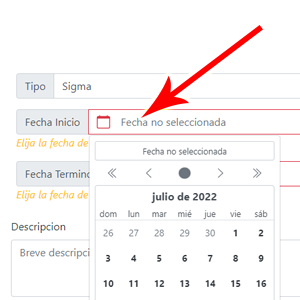 Tipo Sigma
Fecha Inicio Fecha no seleccionada
Elija la fecha de
Fecha no seleccionada
Fecha Termino
Elija la fecha de
julio de 2022
dom lun mar mié jue vie sáb
26 27 28 29 30 1 2
Descripcion
3 4 5 6 7 8 9
Breve descripci
10 11 12 13 14 15 16